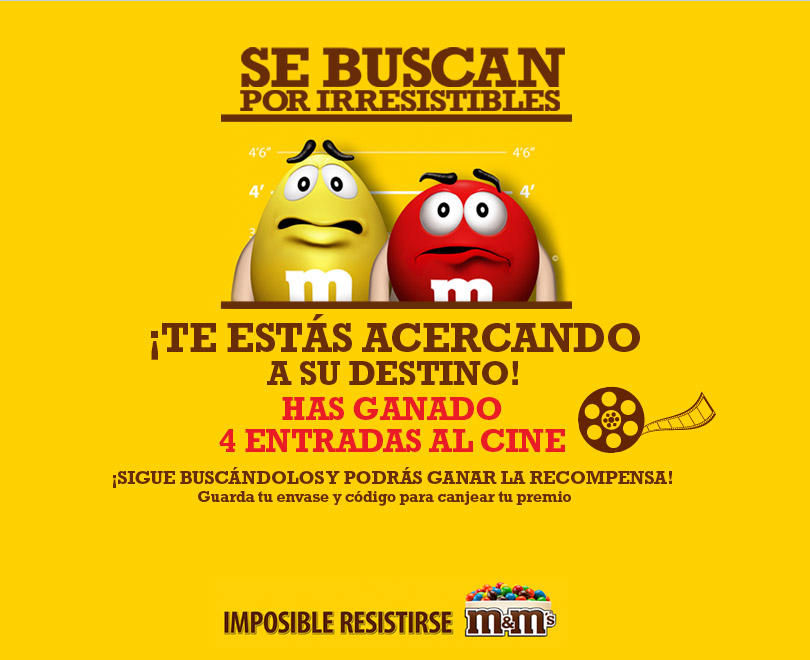 SE BUSCAN
POR IRRESISTIBLES
4'6" 4'6"
4' 4'
3
m m
©
¡TE ESTÁS ACERCANDO
A SU DESTINO!
HAS GANADO
4 ENTRADAS AL CINE
¡SIGUE BUSCÁNDOLOS Y PODRÁS GANAR LA RECOMPENSA!
Guarda tu envase y código para canjear tu premio
IMPOSIBLE RESISTIRSE m&m's